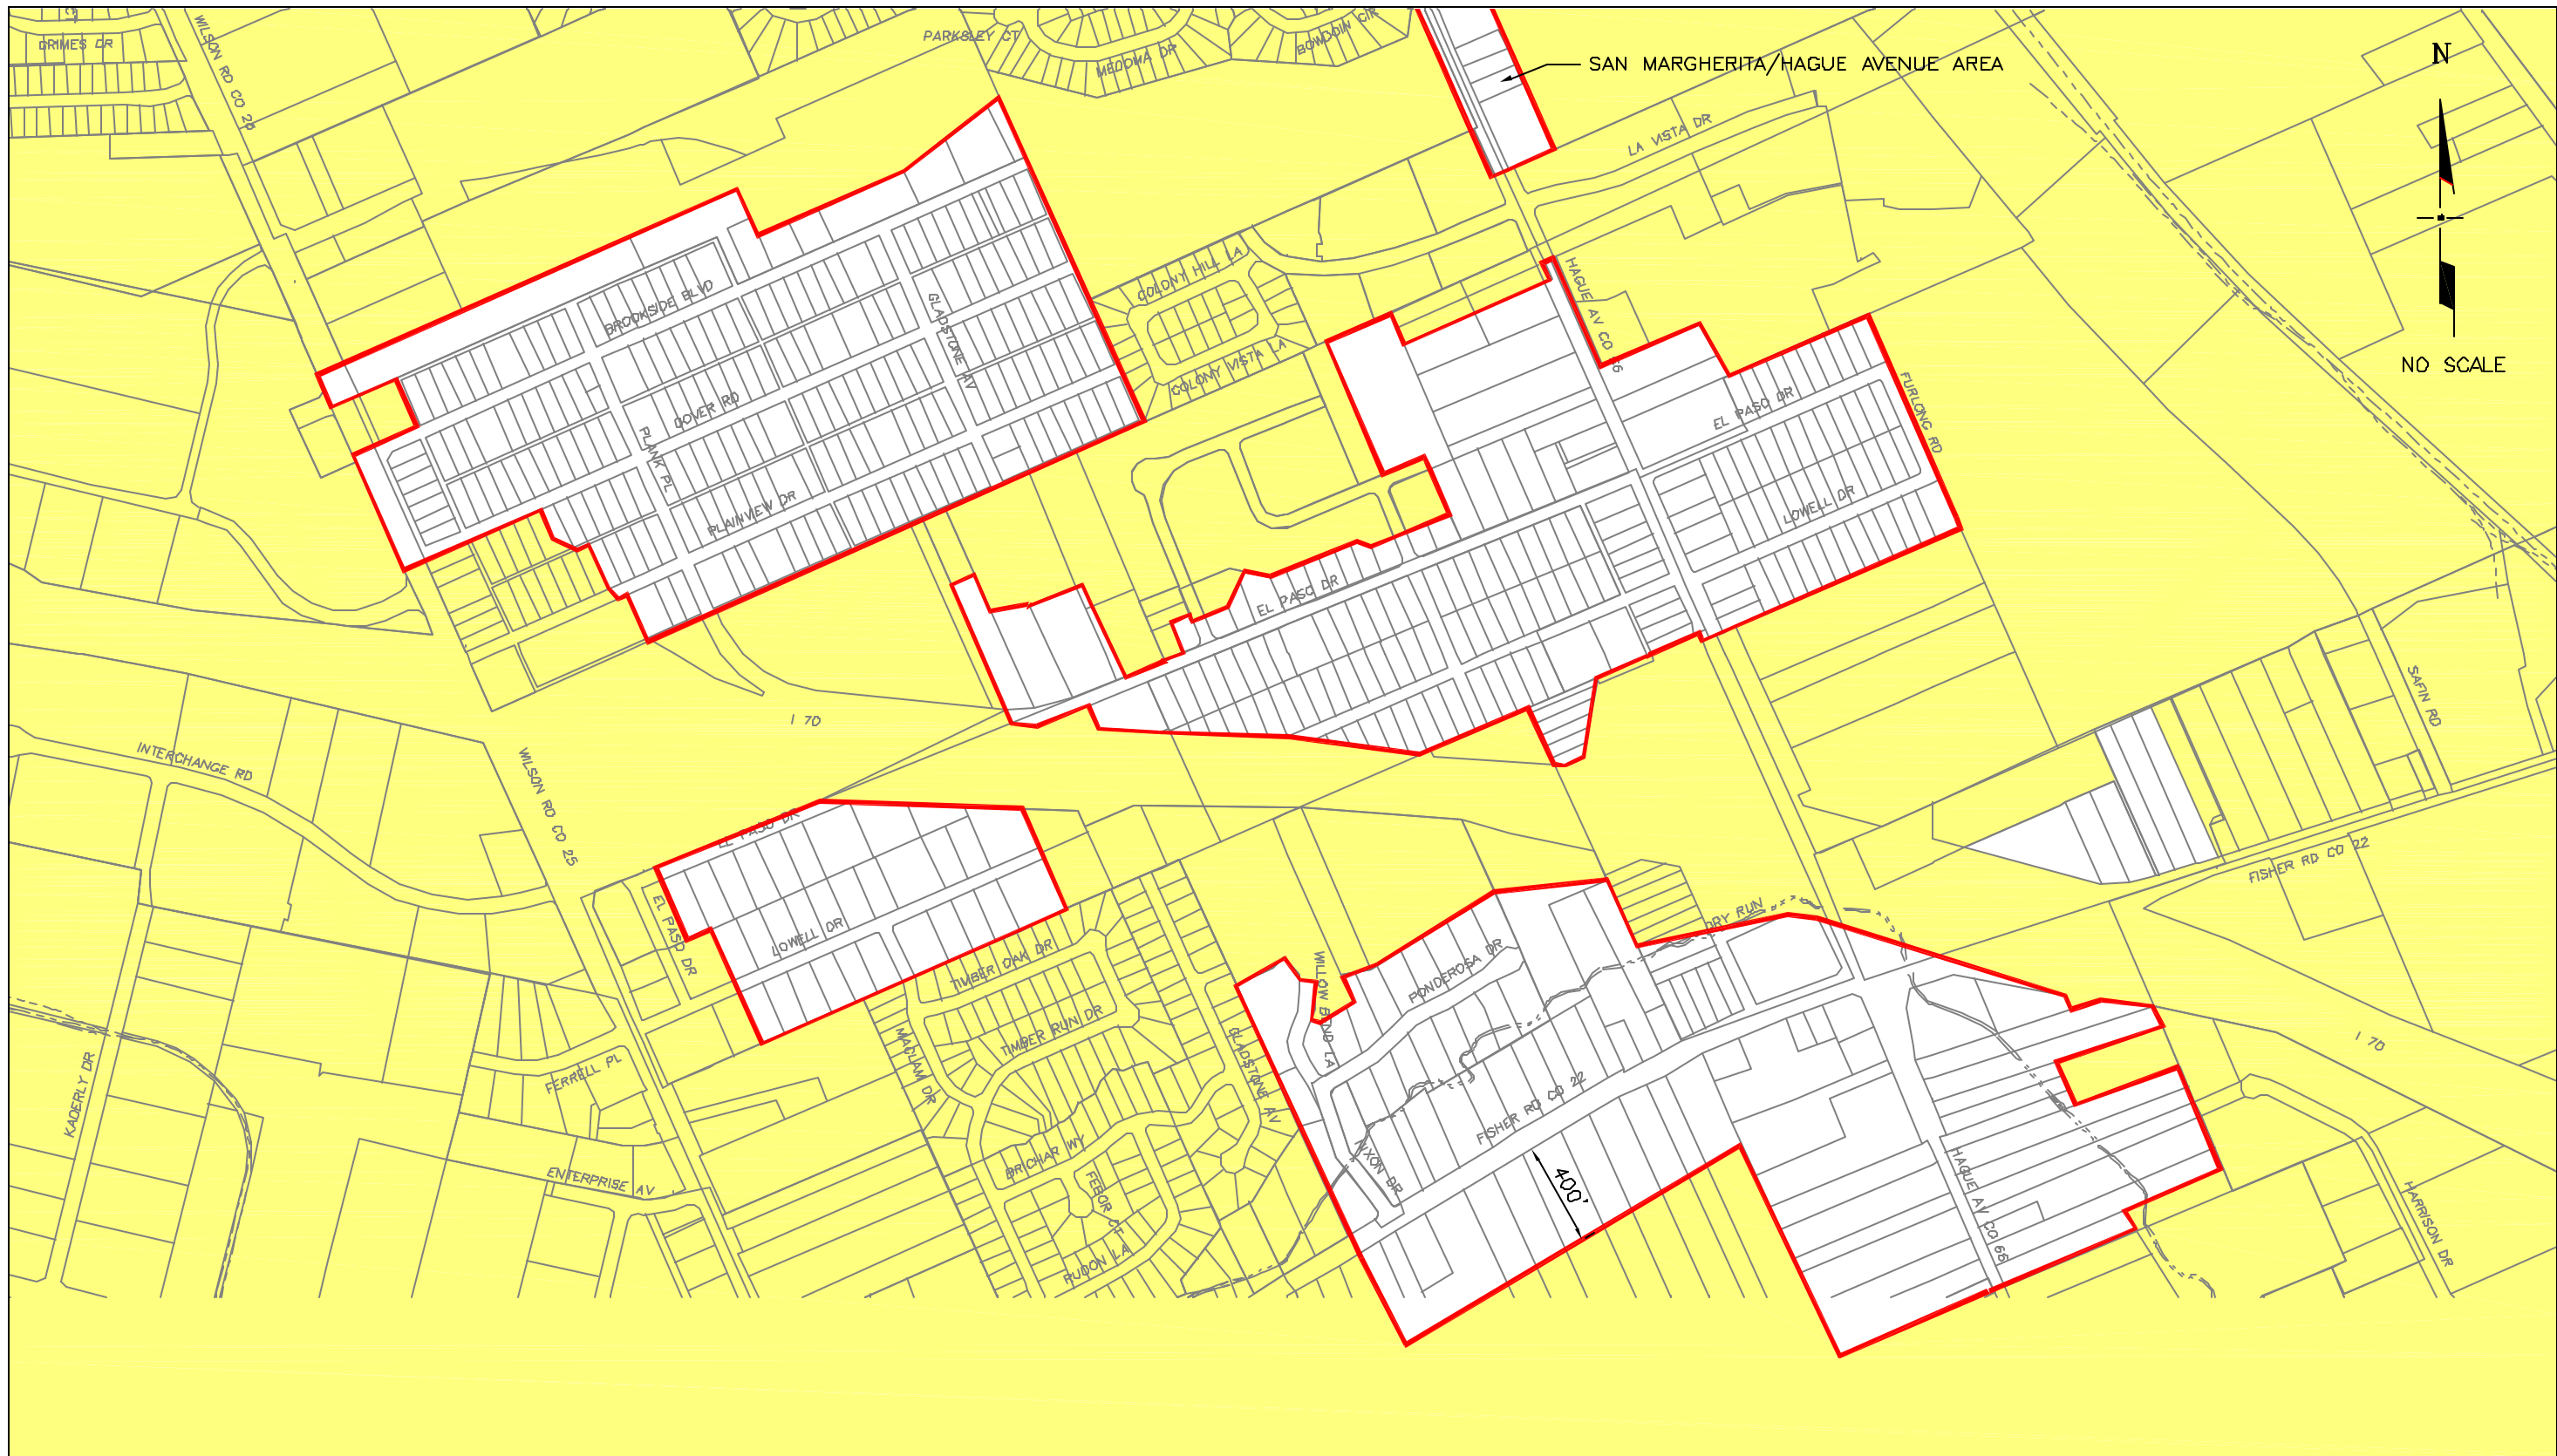 GRIMES DR
WILSON RD CO 25
PARKSLEY CT
MEDOMA DR
BOWDOIN CIR
SAN MARGHERITA/HAGUE AVENUE AREA
N
NO SCALE
LA VISTA DR
COLONY HILL LA
COLONY VISTA LA
HAGUE AV CO 66
BROOKSIDE BLVD
GLADSTONE AV
DOVER RD
PLANK PL
PLAINVIEW DR
EL PASO DR
FURLONG RD
LOWELL DR
EL PASO DR
I 70
INTERCHANGE RD
WILSON RD CO 25
SAFIN RD
FISHER RD CO 22
EL PASO DR
EL PASO DR
LOWELL DR
TIMBER OAK DR
TIMBER RUN DR
MACLAM DR
GLADSTONE AV
WILLOW BEND LA
PONDEROSA DR
DRY RUN
FISHER RD CO 22
NIXON DR
400'
I 70
KADERLY DR
FERRELL PL
ENTERPRISE AV
BRICHAR WY
FEEOR CT
RUDON LA
HAGUE AV CO 66
HARRISON DR